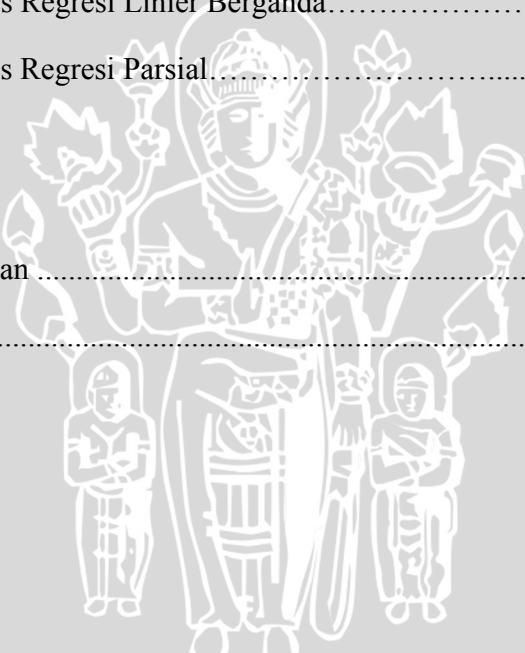 s Regresi Linier Berganda…………………
s Regresi Parsial.……………………….....
an ...............................................................................
...............................................................................